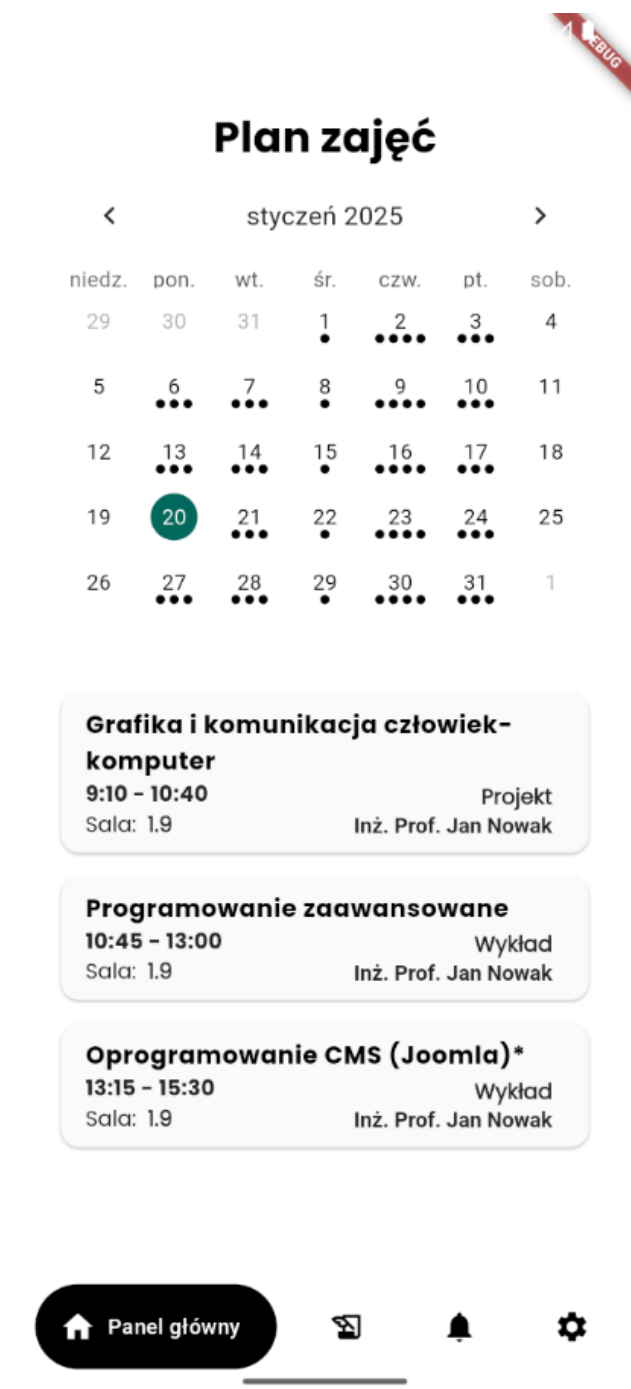 DEBUG
Plan zajęć
styczeń 2025
niedz. pon. wt. śr. czw. pt. sob.
29 30 31 1 2 3 4
5 6 7 8 9 10 11
12 13 14 15 16 17 18
19 20 21 22 23 24 25
26 27 28 29 30 31 1
Grafika i komunikacja człowiek-
komputer
9:10 - 10:40
Projekt
Sala: 1.9
Inż. Prof. Jan Nowak
Programowanie zaawansowane
10:45 - 13:00
Wykład
Sala: 1.9
Inż. Prof. Jan Nowak
Oprogramowanie CMS (Joomla)*
13:15 - 15:30
Wykład
Sala: 1.9
Inż. Prof. Jan Nowak
Panel główny